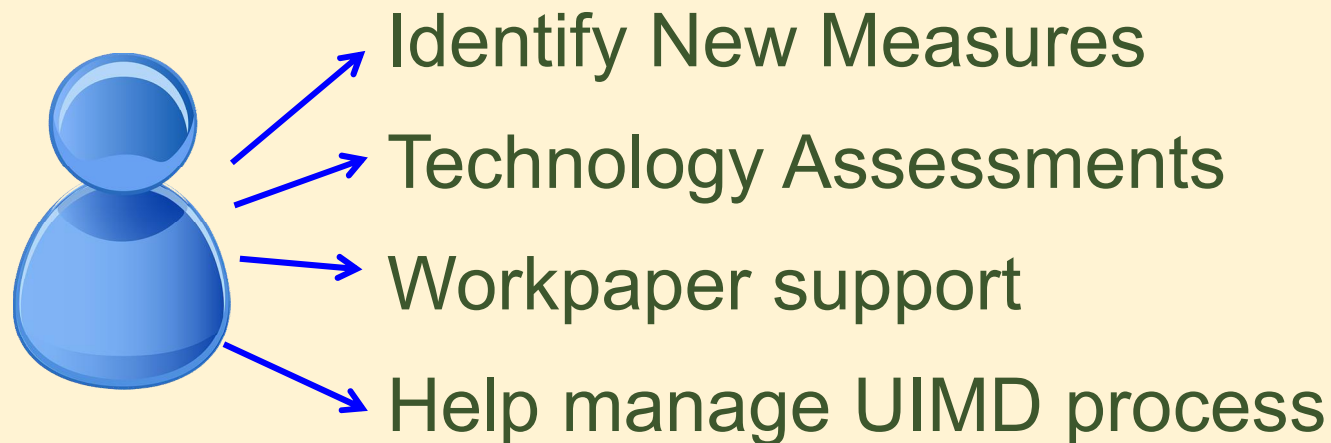 Identify New Measures
Technology Assessments
Workpaper support
Help manage UIMD process